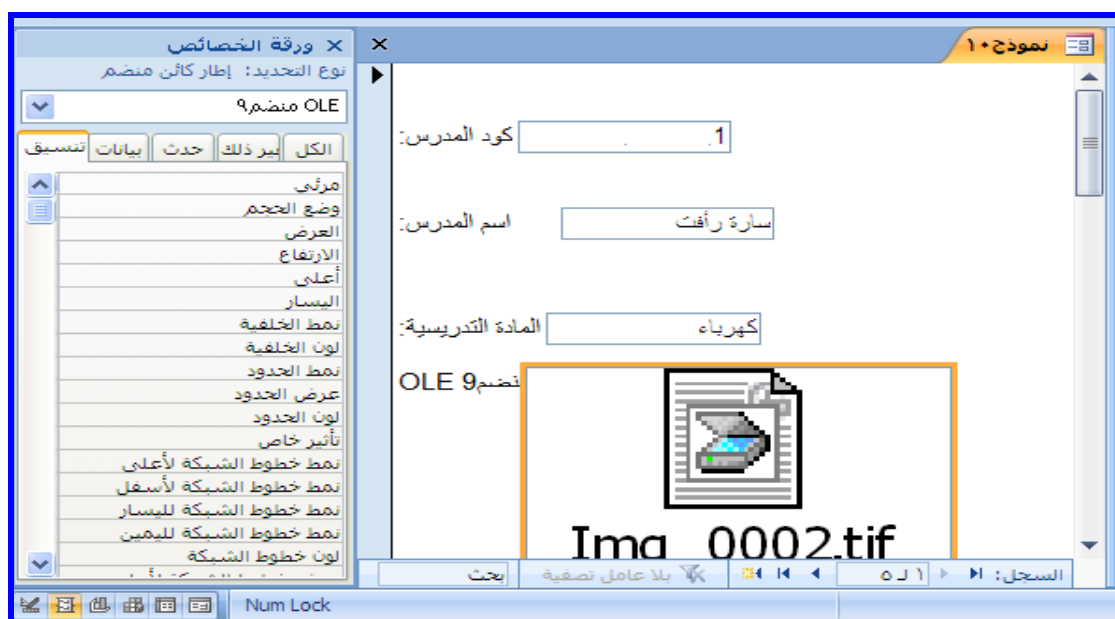 نموذج١٠
كود المدرس:
1
اسم المدرس:
سارة رأفت
المادة التدريسية:
كهرباء
نضم9 OLE
Img_0002.tif
السجل:
١ لـ ٥
بلا عامل تصفية
بحث
ورقة الخصائص
نوع التحديد: إطار كائن منضم
OLE منضم٩
الكل
ير ذلك
حدث
بيانات
تنسيق
مرئي
وضع الحجم
العرض
الارتفاع
أعلى
اليسار
نمط الخلفية
لون الخلفية
نمط الحدود
عرض الحدود
لون الحدود
تأثير خاص
نمط خطوط الشبكة لأعلى
نمط خطوط الشبكة لأسفل
نمط خطوط الشبكة لليسار
نمط خطوط الشبكة لليمين
لون خطوط الشبكة
Num Lock